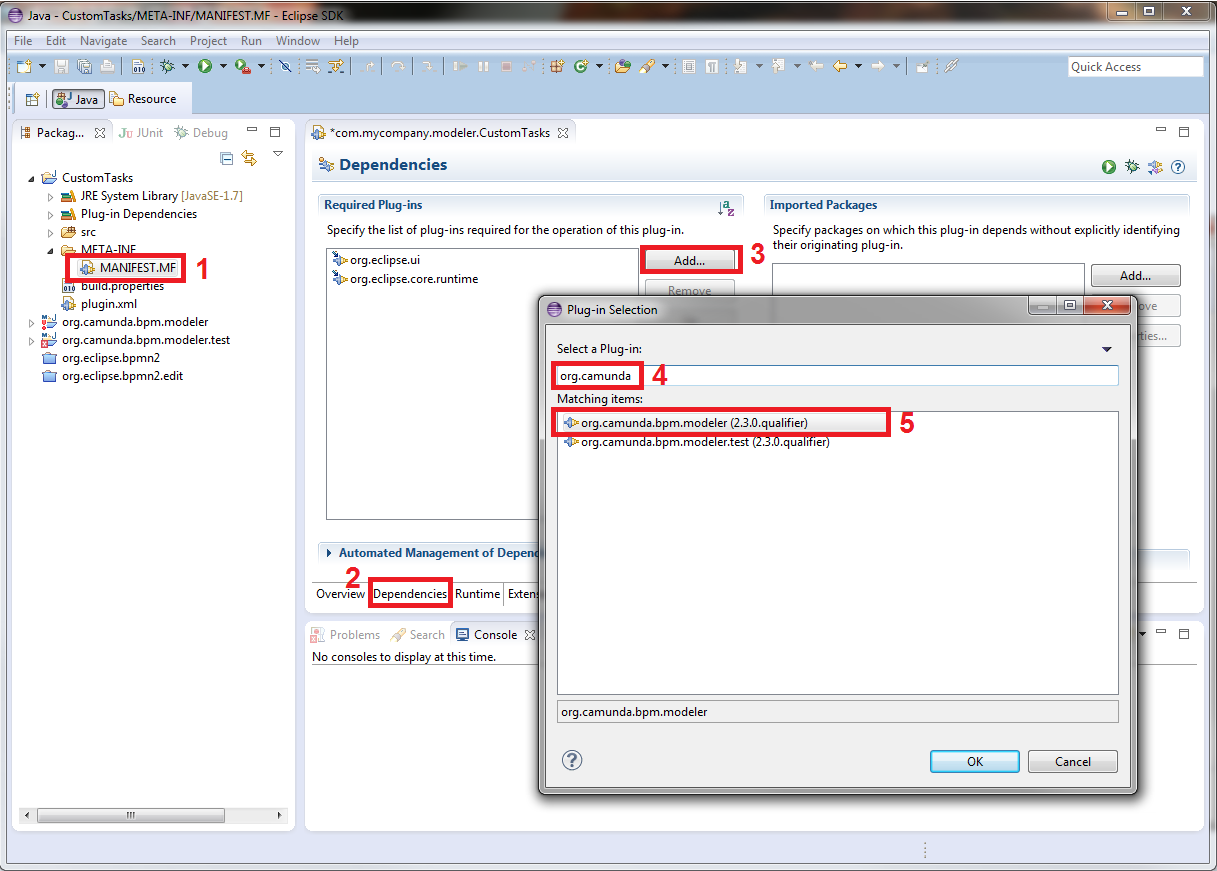 Java - CustomTasks/META-INF/MANIFEST.MF - Eclipse SDK
File Edit Navigate Search Project Run Window Help
Quick Access
Java Resource
Packag... JUnit Debug
CustomTasks
JRE System Library [JavaSE-1.7]
Plug-in Dependencies
src
META-INF
MANIFEST.MF 1
build.properties
plugin.xml
org.camunda.bpm.modeler
org.camunda.bpm.modeler.test
org.eclipse.bpmn2
org.eclipse.bpmn2.edit
*com.mycompany.modeler.CustomTasks
Dependencies
Required Plug-ins
Specify the list of plug-ins required for the operation of this plug-in.
org.eclipse.ui
org.eclipse.core.runtime
Add... 3
Remove
Imported Packages
Specify packages on which this plug-in depends without explicitly identifying
their originating plug-in.
Add...
ove
ties...
Automated Management of Depend
2
Overview Dependencies Runtime Extens
Problems Search Console
No consoles to display at this time.
Plug-in Selection
Select a Plug-in:
org.camunda 4
Matching items:
org.camunda.bpm.modeler (2.3.0.qualifier) 5
org.camunda.bpm.modeler.test (2.3.0.qualifier)
org.camunda.bpm.modeler
OK Cancel